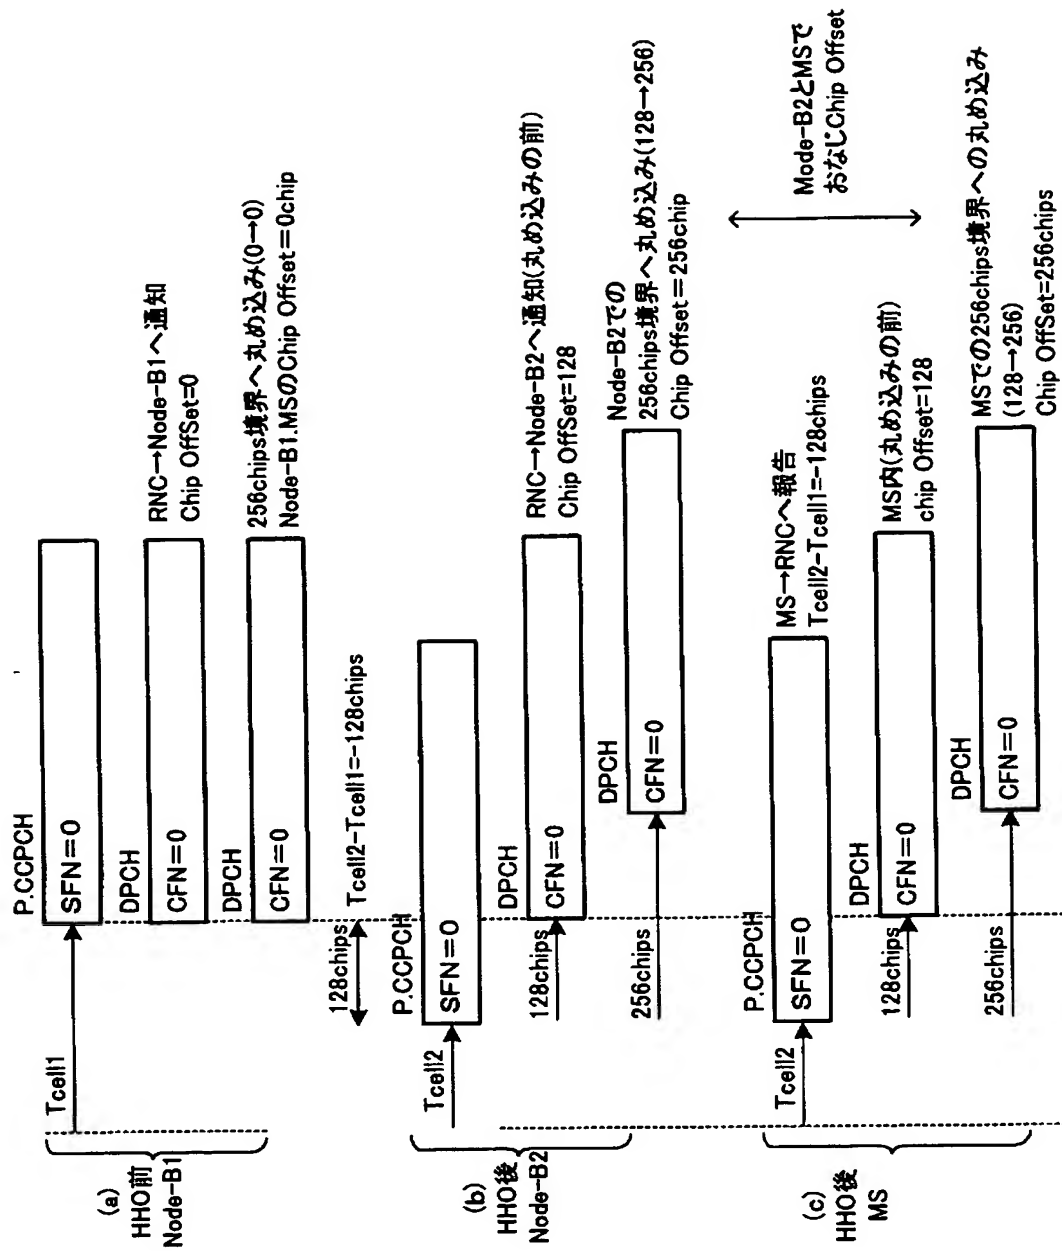 (a)
HHO前
Node-B1
Tcell1
P.CCPCH
SFN=0
DPCH
CFN=0
RNC→Node-B1へ通知
Chip OffSet=0
DPCH
CFN=0
256chips境界へ丸め込み(0→0)
Node-B1.MSのChip Offset=0chip
128chips
Tcell2-Tcell1=-128chips
(b)
HHO後
Node-B2
Tcell2
P.CCPCH
SFN=0
128chips
DPCH
CFN=0
RNC→Node-B2へ通知(丸め込みの前)
Chip OffSet=128
256chips
DPCH
CFN=0
Node-B2での
256chips境界へ丸め込み(128→256)
Chip Offset=256chip
Mode-B2とMSで
おなじChip Offset
(c)
HHO後
MS
Tcell2
P.CCPCH
SFN=0
MS→RNCへ報告
Tcell2-Tcell1=-128chips
128chips
DPCH
CFN=0
MS内(丸め込みの前)
chip Offset=128
256chips
DPCH
CFN=0
MSでの256chips境界への丸め込み
(128→256)
Chip OffSet=256chips